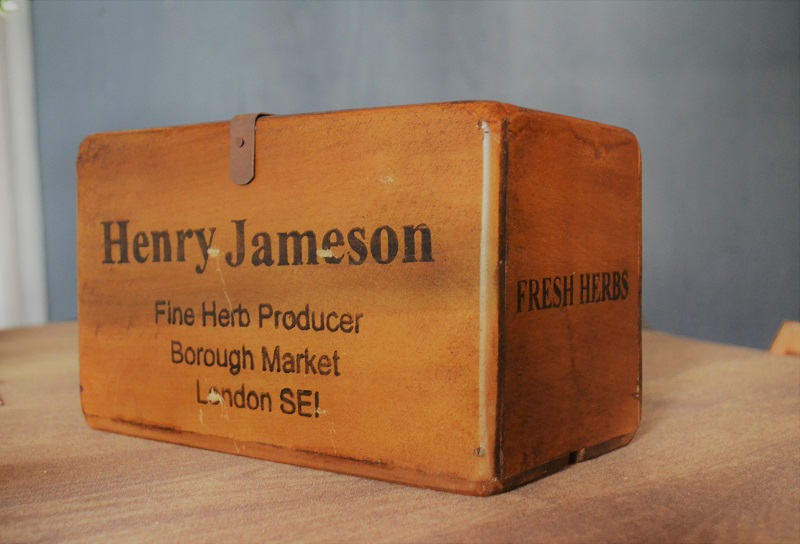 Henry Jameson
Fine Herb Producer
Borough Market
London SE!
FRESH HERBS